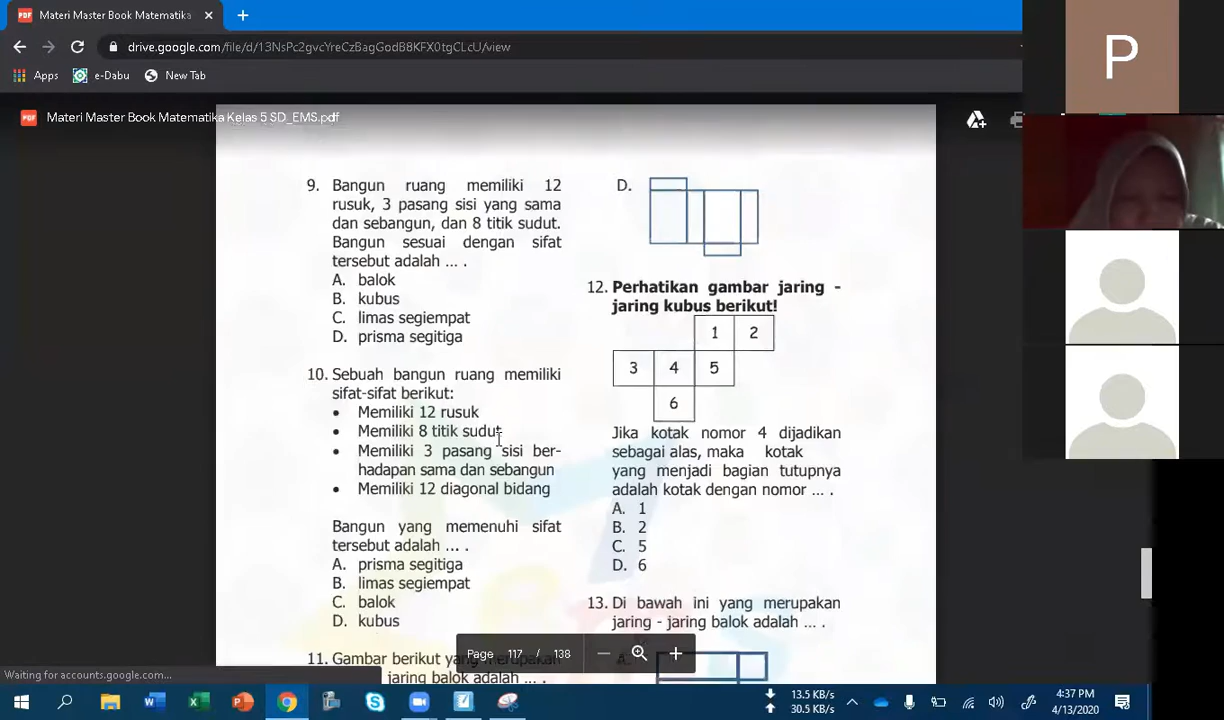 Materi Master Book Matematika
drive.google.com/file/d/13NsPc2gvcYreCzBagGodB8KFX0tgCLcU/view
Apps
e-Dabu
New Tab
Materi Master Book Matematika Kelas 5 SD_EMS.pdf
9. Bangun ruang memiliki 12
rusuk, 3 pasang sisi yang sama
dan sebangun, dan 8 titik sudut.
Bangun sesuai dengan sifat
tersebut adalah ... .
A. balok
B. kubus
C. limas segiempat
D. prisma segitiga
10. Sebuah bangun ruang memiliki
sifat-sifat berikut:
• Memiliki 12 rusuk
• Memiliki 8 titik sudut
• Memiliki 3 pasang sisi ber-
hadapan sama dan sebangun
• Memiliki 12 diagonal bidang
Bangun yang memenuhi sifat
tersebut adalah ... .
A. prisma segitiga
B. limas segiempat
C. balok
D. kubus
11. Gambar berikut yang merupakan
jaring balok adalah ... .
D.
12. Perhatikan gambar jaring -
jaring kubus berikut!
1 2
3 4 5
6
Jika kotak nomor 4 dijadikan
sebagai alas, maka kotak
yang menjadi bagian tutupnya
adalah kotak dengan nomor ... .
A. 1
B. 2
C. 5
D. 6
13. Di bawah ini yang merupakan
jaring - jaring balok adalah ... .
A.
Page 117 / 138
P
Waiting for accounts.google.com...
13.5 KB/s
30.5 KB/s
4:37 PM
4/13/2020